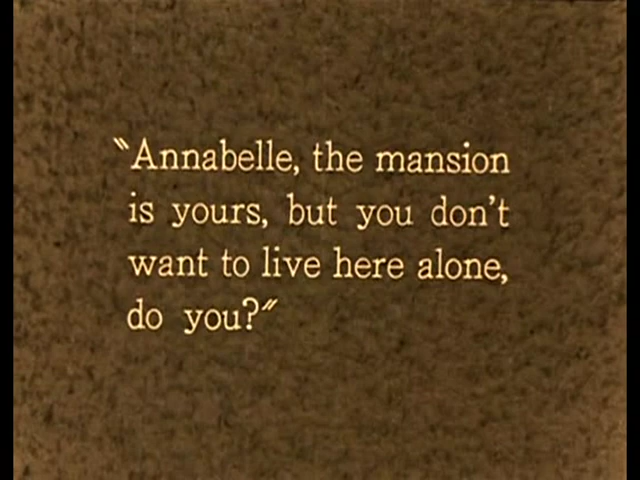 "Annabelle, the mansion
is yours, but you don't
want to live here alone,
do you?"